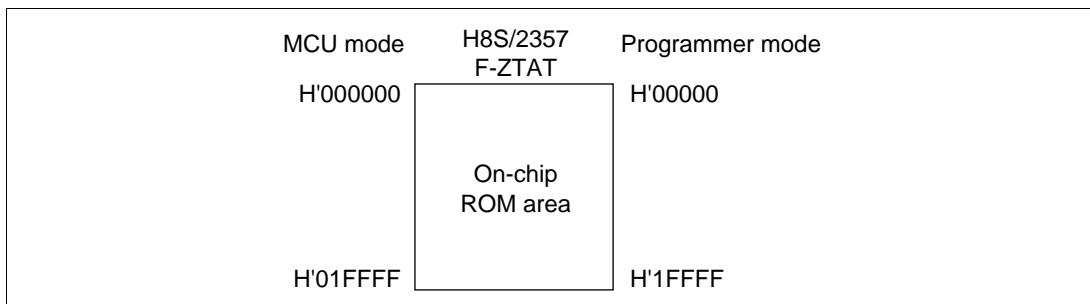 MCU mode
H8S/2357
F-ZTAT
Programmer mode
H'000000
H'00000
On-chip
ROM area
H'01FFFF
H'1FFFF